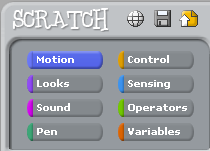 SCRATCH
Motion Control
Looks Sensing
Sound Operators
Pen Variables